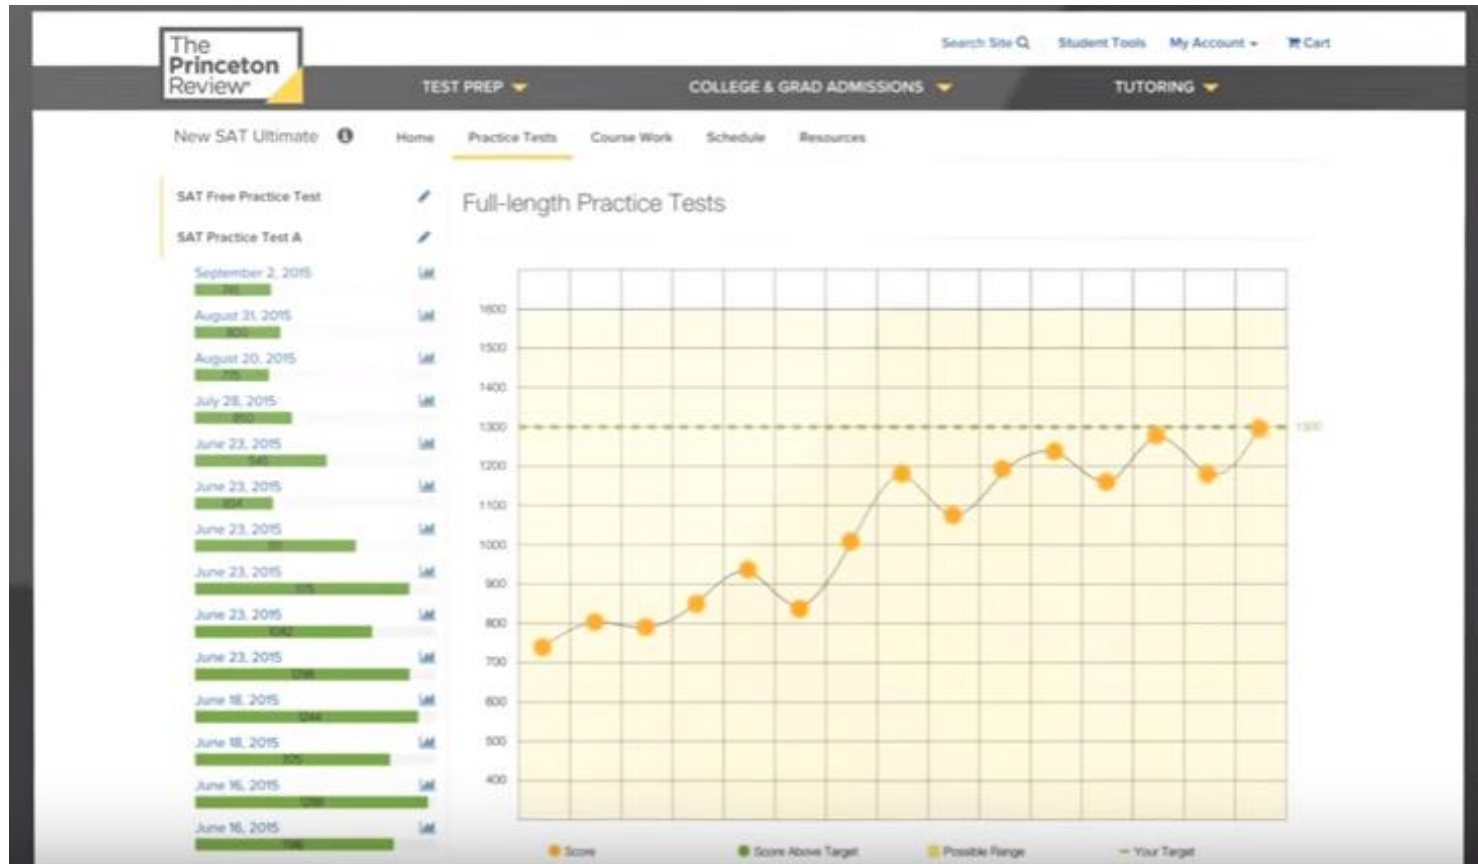 The
Princeton
Review
Search Site
Student Tools
My Account
Cart
TEST PREP
COLLEGE & GRAD ADMISSIONS
TUTORING
New SAT Ultimate
Home
Practice Tests
Course Work
Schedule
Resources
SAT Free Practice Test
SAT Practice Test A
September 2, 2015
August 31, 2015
800
August 20, 2015
775
July 28, 2015
850
June 23, 2015
940
June 23, 2015
June 23, 2015
June 23, 2015
June 23, 2015
1082
June 23, 2015
June 18, 2015
1244
June 18, 2015
June 16, 2015
June 16, 2015
Full-length Practice Tests
1600
1500
1400
1300
1300
1200
1100
1000
900
800
700
600
500
400
Score
Score Above Target
Possible Range
Your Target